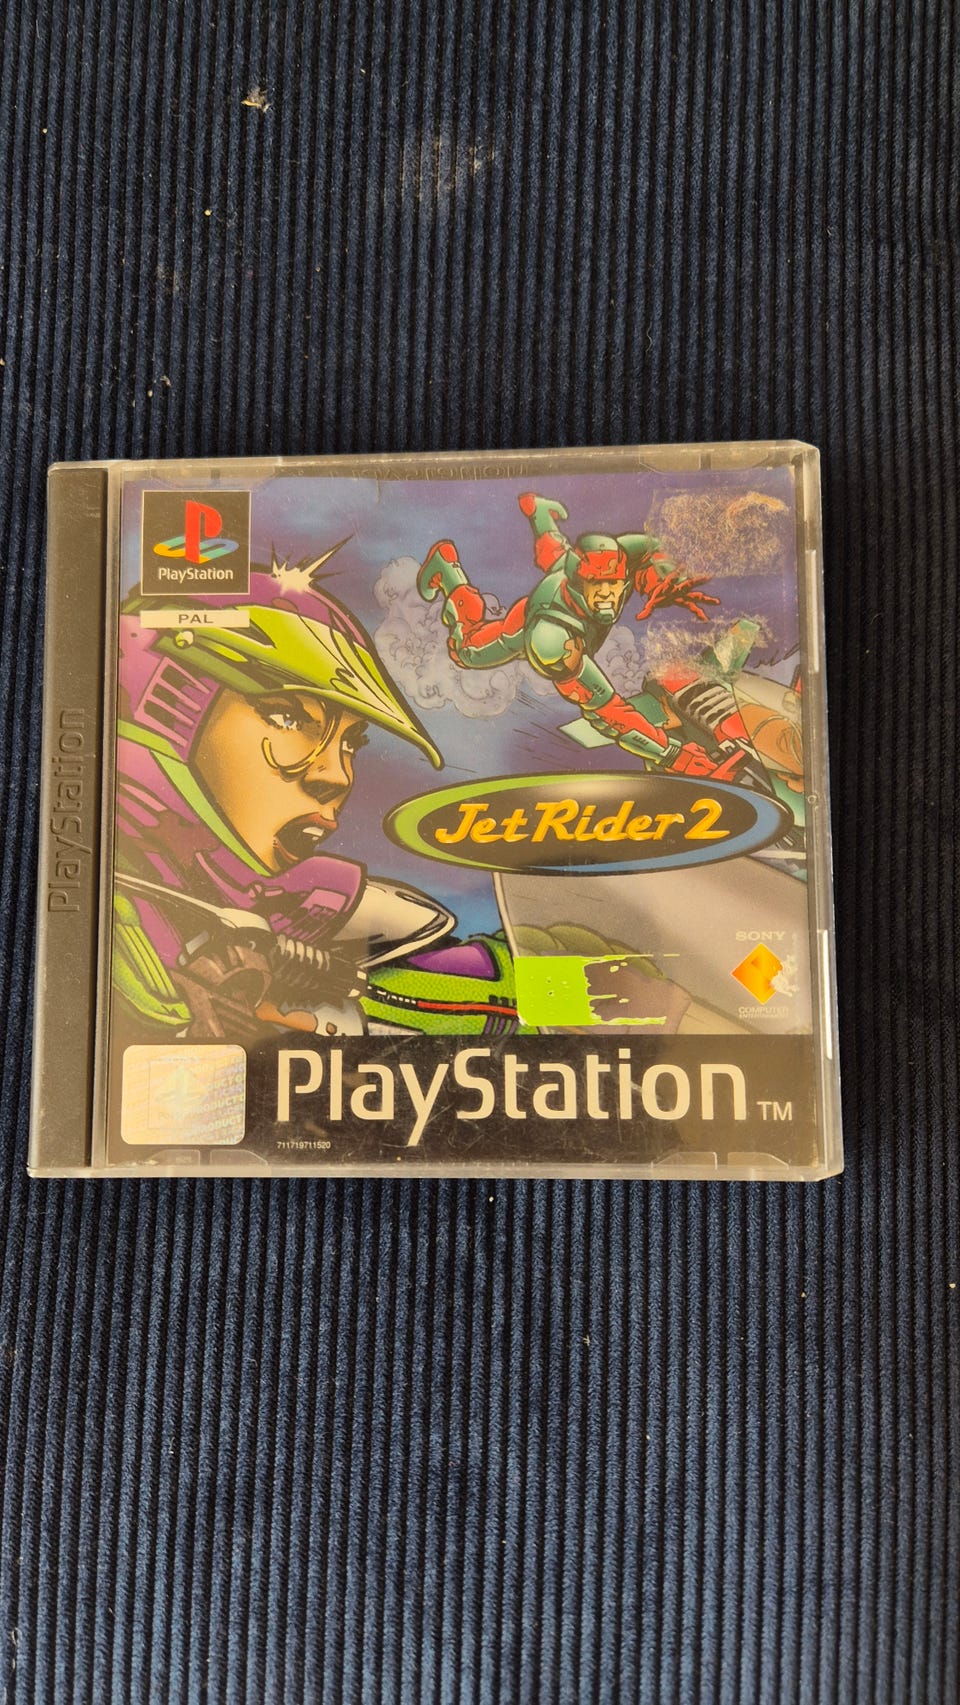 PlayStation
PAL
PlayStation
Jet Rider 2
SONY
COMPUTER
ENTERTAINMENT
PlayStation™
711719711520